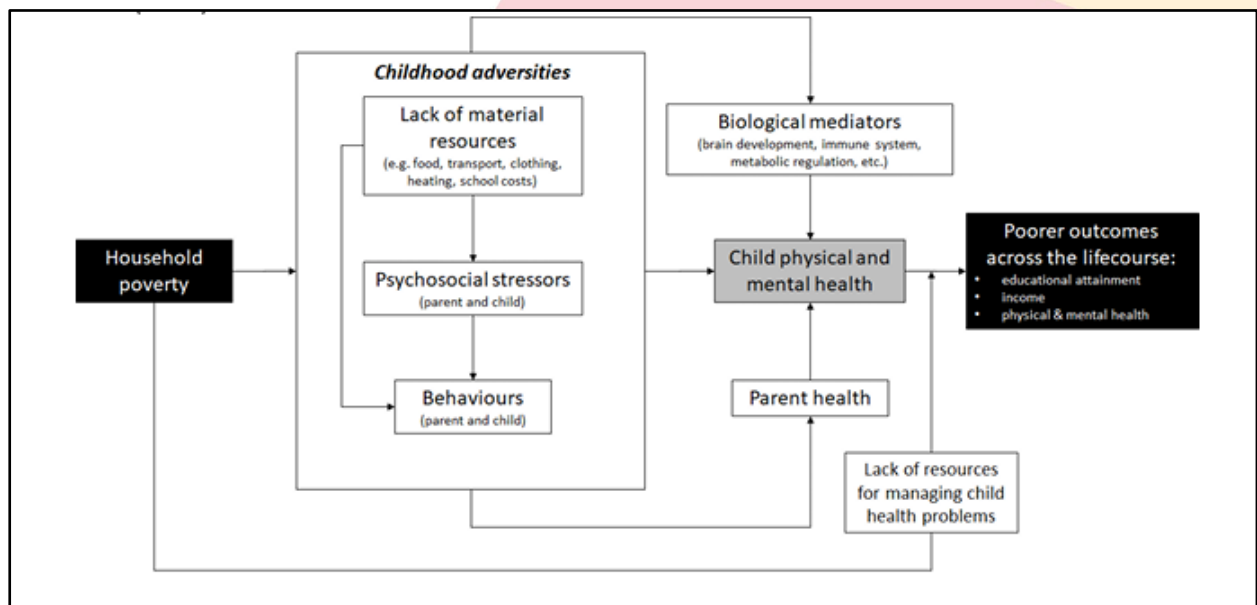 Childhood adversities
Lack of material
resources
(e.g. food, transport, clothing,
heating, school costs)
Psychosocial stressors
(parent and child)
Behaviours
(parent and child)
Household
poverty
Biological mediators
(brain development, immune system,
metabolic regulation, etc.)
Child physical and
mental health
Parent health
Poorer outcomes
across the lifecourse:
• educational attainment
• income
• physical & mental health
Lack of resources
for managing child
health problems